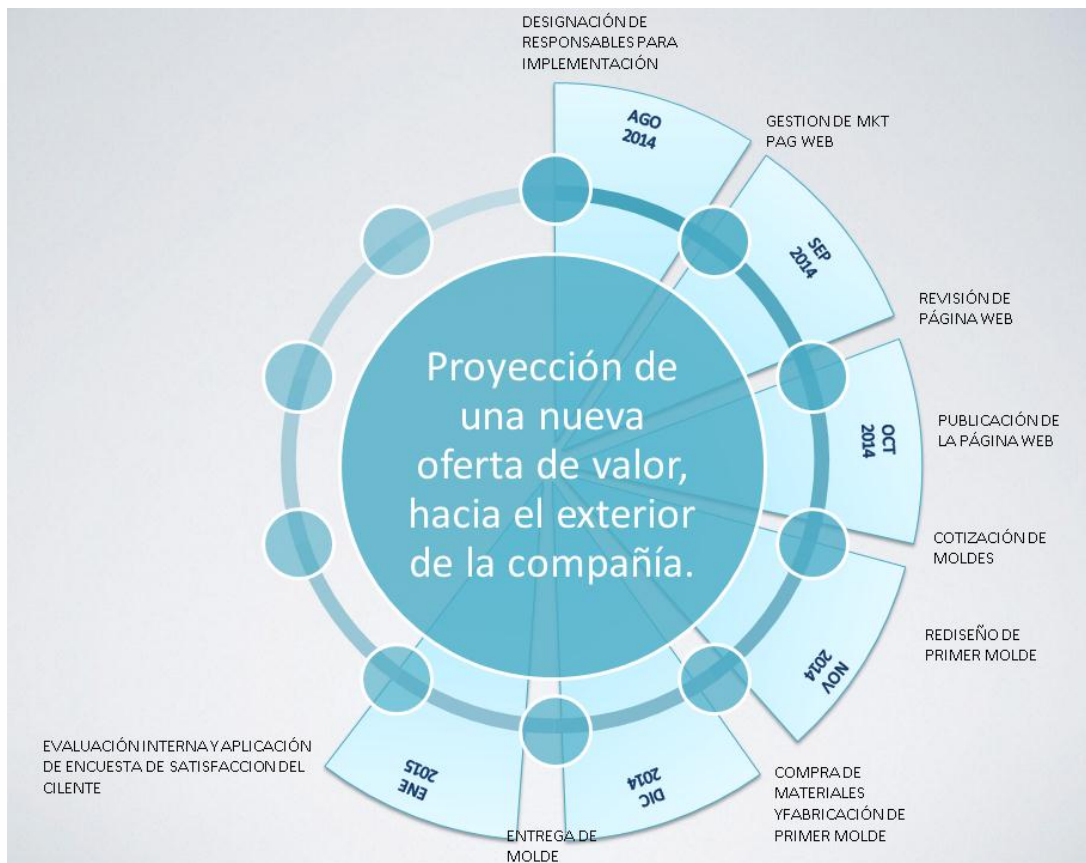 DESIGNACIÓN DE
RESPONSABLES PARA
IMPLEMENTACIÓN
AGO
2014
GESTION DE MKT
PAG WEB
SEP
2014
REVISIÓN DE
PÁGINA WEB
OCT
2014
PUBLICACIÓN DE
LA PÁGINA WEB
COTIZACIÓN DE
MOLDES
NOV
2014
REDISEÑO DE
PRIMER MOLDE
DIC
2014
COMPRA DE
MATERIALES
YFABRICACIÓN DE
PRIMER MOLDE
ENTREGA DE
MOLDE
ENE
2015
EVALUACIÓN INTERNA Y APLICACIÓN
DE ENCUESTA DE SATISFACCION DEL
CILENTE
Proyección de
una nueva
oferta de valor,
hacia el exterior
de la compañía.